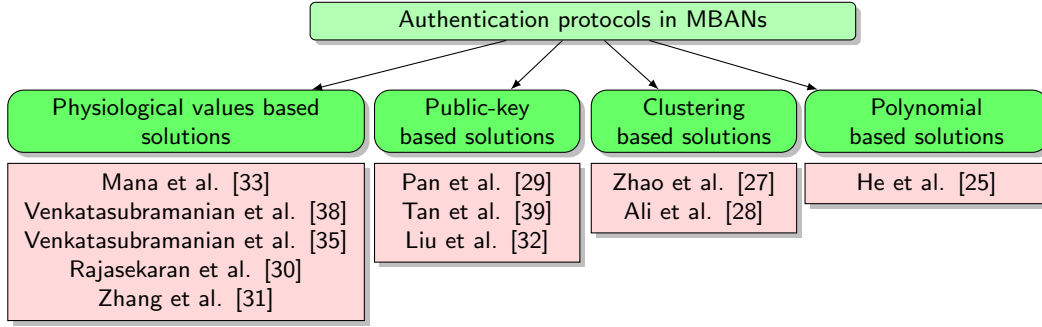 Authentication protocols in MBANs
Physiological values based
solutions
Public-key
based solutions
Clustering
based solutions
Polynomial
based solutions
Mana et al. [33]
Venkatasubramanian et al. [38]
Venkatasubramanian et al. [35]
Rajasekaran et al. [30]
Zhang et al. [31]
Pan et al. [29]
Tan et al. [39]
Liu et al. [32]
Zhao et al. [27]
Ali et al. [28]
He et al. [25]